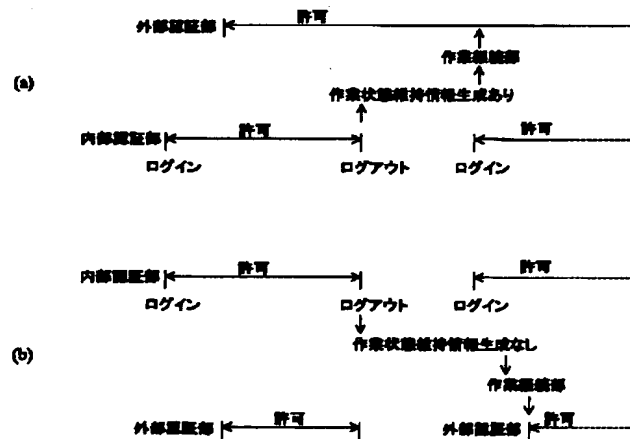 許可
外部認証部
作業継続部
(a)
作業状態維持情報生成あり
許可 許可
内部認証部
ログイン ログアウト ログイン
許可 許可
内部認証部
ログイン ログアウト ログイン
(b)
作業状態維持情報生成なし
作業継続部
外部認証部 許可 外部認証部 許可